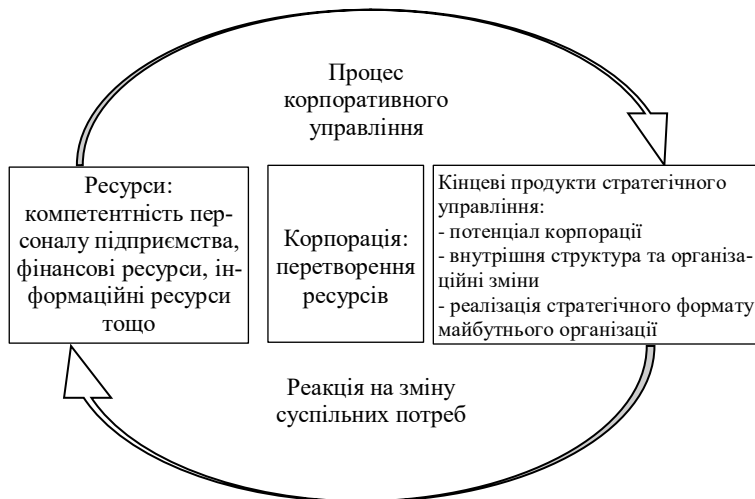 Процес
корпоративного
управління
Ресурси:
компетентність пер-
соналу підприємства,
фінансові ресурси, ін-
формаційні ресурси
тощо
Корпорація:
перетворення
ресурсів
Кінцеві продукти стратегічного
управління:
- потенціал корпорації
- внутрішня структура та організа-
ційні зміни
- реалізація стратегічного формату
майбутнього організації
Реакція на зміну
суспільних потреб